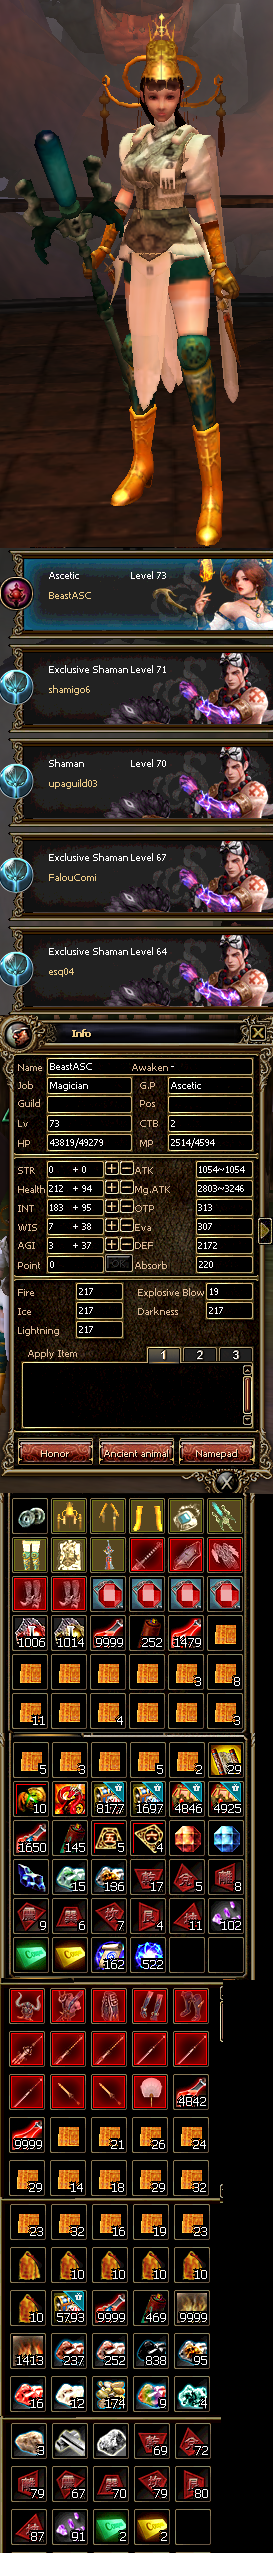 Ascetic Level 73
BeastASC
Exclusive Shaman Level 71
shamigo6
Shaman Level 70
upaguild03
Exclusive Shaman Level 67
FalouComi
Exclusive Shaman Level 64
esq04
Info
Name BeastASC Awaken -
Job Magician G.P Ascetic
Guild Pos
Lv 73 CTB 2
HP 43819/49279 MP 2514/4594
STR 0 + 0 ATK 1054~1054
Health 212 + 94 Mg.ATK 2803~3246
INT 183 + 95 OTP 313
WIS 7 + 38 Eva 307
AGI 3 + 37 DEF 2172
Point 0 Absorb 220
Fire 217 Explosive Blow 19
Ice 217 Darkness 217
Lightning 217
Apply Item 1 2 3
Honor Ancient animal Namepad
1006 1014 9999 252 1479
3 8
11 4 3
5 3 5 2 29
10 8177 1697 4846 4925
1650 145 5 4
15 136 17 5 8
9 6 7 4 11 102
162 522
4842
9999 21 26 24
29 14 18 29 32
23 32 16 19 23
10 10 10 10
10 5793 9999 469 9999
1413 237 252 838 95
16 12 174 9 4
3 69 72
79 67 70 79 80
87 91 2 2